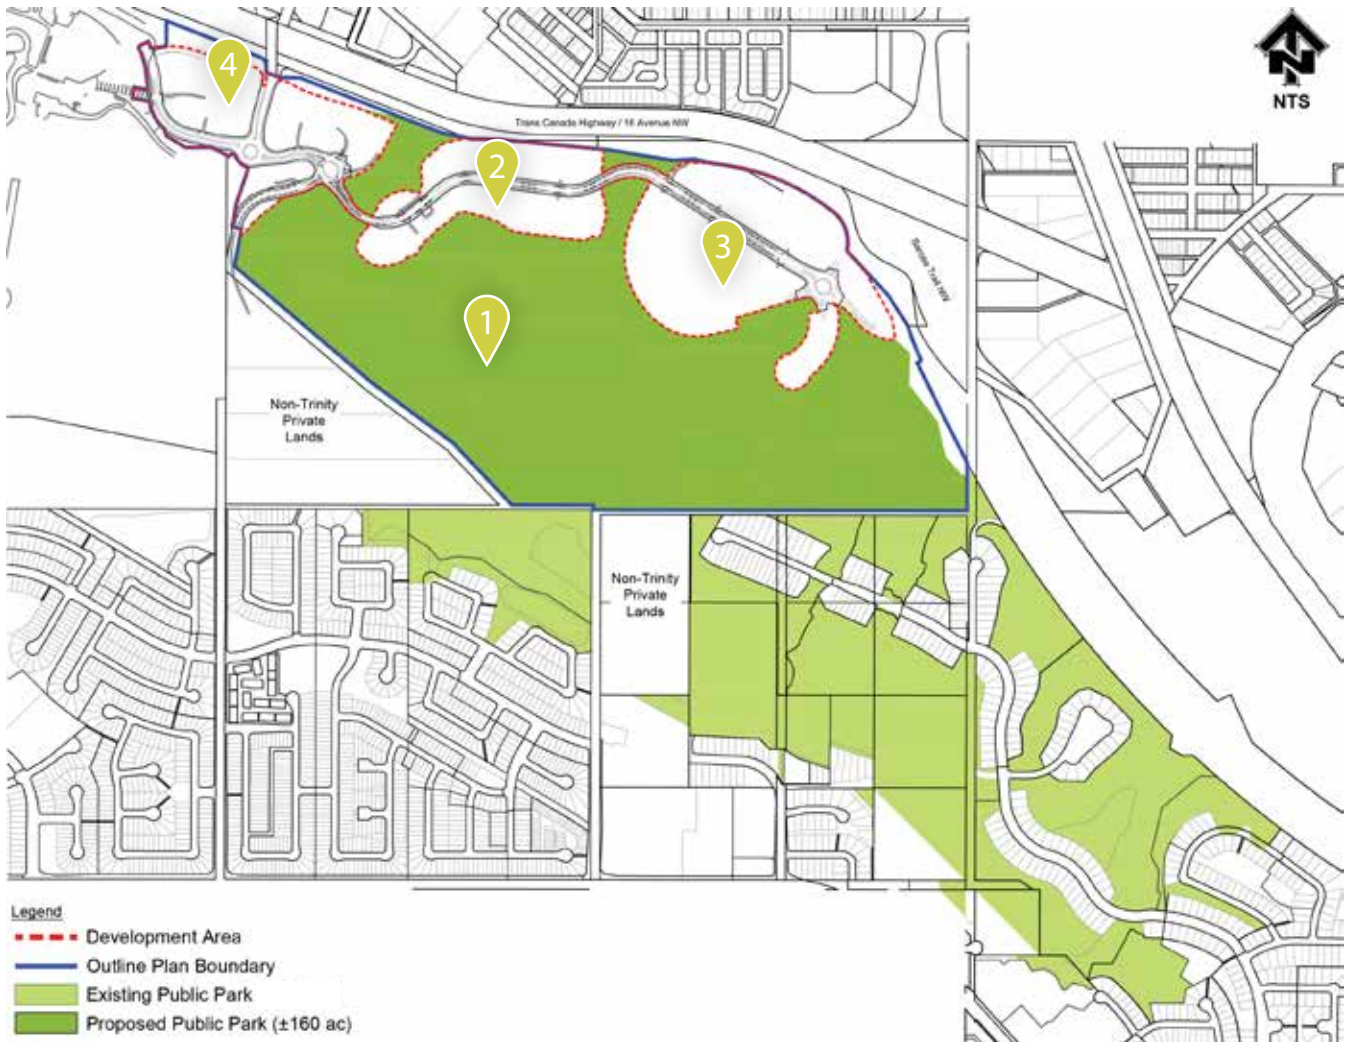 4
NTS
Trans Canada Highway / 16 Avenue NW
2
3
Sarcee Trail NW
1
Non-Trinity
Private
Lands
Non-Trinity
Private
Lands
Legend
Development Area
Outline Plan Boundary
Existing Public Park
Proposed Public Park (±160 ac)